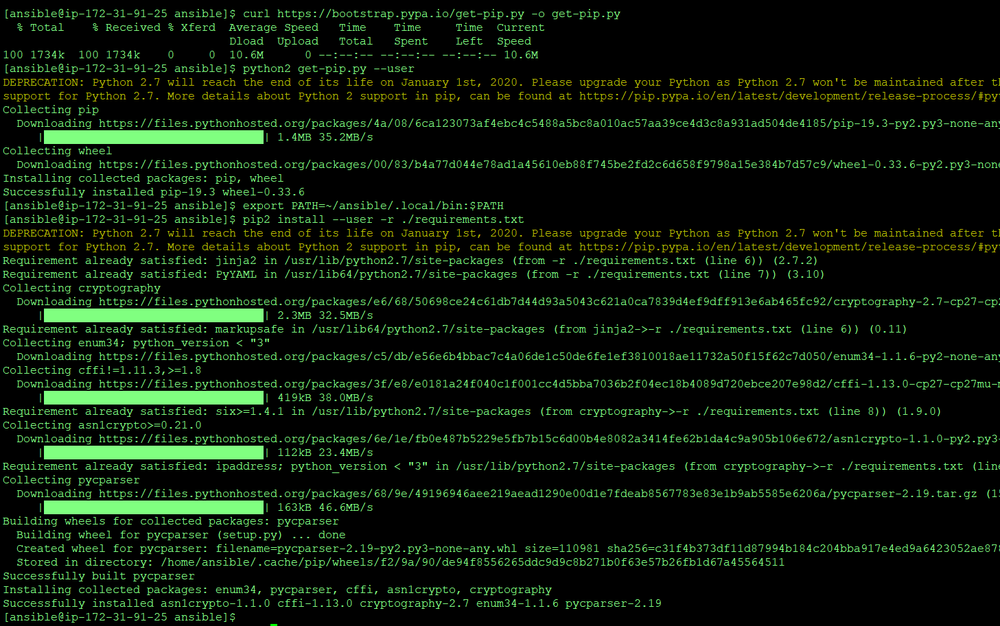 [ansible@ip-172-31-91-25 ansible]$ curl https://bootstrap.pypa.io/get-pip.py -o get-pip.py
  % Total    % Received % Xferd  Average Speed   Time    Time     Time  Current
                                 Dload  Upload   Total   Spent    Left  Speed
100 1734k  100 1734k    0     0  10.6M      0 --:--:-- --:--:-- --:--:-- 10.6M
[ansible@ip-172-31-91-25 ansible]$ python2 get-pip.py --user
DEPRECATION: Python 2.7 will reach the end of its life on January 1st, 2020. Please upgrade your Python as Python 2.7 won't be maintained after th
support for Python 2.7. More details about Python 2 support in pip, can be found at https://pip.pypa.io/en/latest/development/release-process/#pyt
Collecting pip
  Downloading https://files.pythonhosted.org/packages/4a/08/6ca123073af4ebc4c5488a5bc8a010ac57aa39ce4d3c8a931ad504de4185/pip-19.3-py2.py3-none-any
     || 1.4MB 35.2MB/s
Collecting wheel
  Downloading https://files.pythonhosted.org/packages/00/83/b4a77d044e78ad1a45610eb88f745be2fd2c6d658f9798a15e384b7d57c9/wheel-0.33.6-py2.py3-none
Installing collected packages: pip, wheel
Successfully installed pip-19.3 wheel-0.33.6
[ansible@ip-172-31-91-25 ansible]$ export PATH=~/ansible/.local/bin:$PATH
[ansible@ip-172-31-91-25 ansible]$ pip2 install --user -r ./requirements.txt
DEPRECATION: Python 2.7 will reach the end of its life on January 1st, 2020. Please upgrade your Python as Python 2.7 won't be maintained after th
support for Python 2.7. More details about Python 2 support in pip, can be found at https://pip.pypa.io/en/latest/development/release-process/#pyt
Requirement already satisfied: jinja2 in /usr/lib/python2.7/site-packages (from -r ./requirements.txt (line 6)) (2.7.2)
Requirement already satisfied: PyYAML in /usr/lib64/python2.7/site-packages (from -r ./requirements.txt (line 7)) (3.10)
Collecting cryptography
  Downloading https://files.pythonhosted.org/packages/e6/68/50698ce24c61db7d44d93a5043c621a0ca7839d4ef9dff913e6ab465fc92/cryptography-2.7-cp27-cp2
     || 2.3MB 32.5MB/s
Requirement already satisfied: markupsafe in /usr/lib64/python2.7/site-packages (from jinja2->-r ./requirements.txt (line 6)) (0.11)
Collecting enum34; python_version < "3"
  Downloading https://files.pythonhosted.org/packages/c5/db/e56e6b4bbac7c4a06de1c50de6fe1ef3810018ae11732a50f15f62c7d050/enum34-1.1.6-py2-none-any
Collecting cffi!=1.11.3,>=1.8
  Downloading https://files.pythonhosted.org/packages/3f/e8/e0181a24f040c1f001cc4d5bba7036b2f04ec18b4089d720ebce207e98d2/cffi-1.13.0-cp27-cp27mu-m
     || 419kB 38.0MB/s
Requirement already satisfied: six>=1.4.1 in /usr/lib/python2.7/site-packages (from cryptography->-r ./requirements.txt (line 8)) (1.9.0)
Collecting asn1crypto>=0.21.0
  Downloading https://files.pythonhosted.org/packages/6e/1e/fb0e487b5229e5fb7b15c6d00b4e8082a3414fe62b1da4c9a905b106e672/asn1crypto-1.1.0-py2.py3-
     || 112kB 23.4MB/s
Requirement already satisfied: ipaddress; python_version < "3" in /usr/lib/python2.7/site-packages (from cryptography->-r ./requirements.txt (line
Collecting pycparser
  Downloading https://files.pythonhosted.org/packages/68/9e/49196946aee219aead1290e00d1e7fdeab8567783e83e1b9ab5585e6206a/pycparser-2.19.tar.gz (15
     || 163kB 46.6MB/s
Building wheels for collected packages: pycparser
  Building wheel for pycparser (setup.py) ... done
  Created wheel for pycparser: filename=pycparser-2.19-py2.py3-none-any.whl size=110981 sha256=c31f4b373df11d87994b184c204bba917e4ed9a6423052ae878
  Stored in directory: /home/ansible/.cache/pip/wheels/f2/9a/90/de94f8556265ddc9d9c8b271b0f63e57b26fb1d67a45564511
Successfully built pycparser
Installing collected packages: enum34, pycparser, cffi, asn1crypto, cryptography
Successfully installed asn1crypto-1.1.0 cffi-1.13.0 cryptography-2.7 enum34-1.1.6 pycparser-2.19
[ansible@ip-172-31-91-25 ansible]$